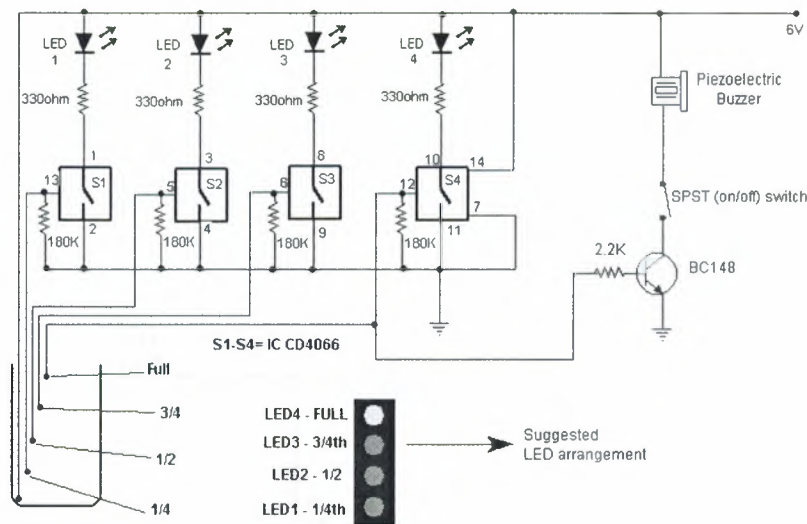 6V
LED 1
LED 2
LED 3
LED 4
330ohm
330ohm
330ohm
330ohm
Piezoelectric
Buzzer
1
3
8
10
14
13
S1
5
S2
6
S3
12
S4
7
2
4
9
11
180K
180K
180K
180K
SPST (on/off) switch
2.2K
BC148
S1-S4= IC CD4066
Full
3/4
1/2
1/4
LED4 - FULL
LED3 - 3/4th
LED2 - 1/2
LED1 - 1/4th
Suggested
LED arrangement